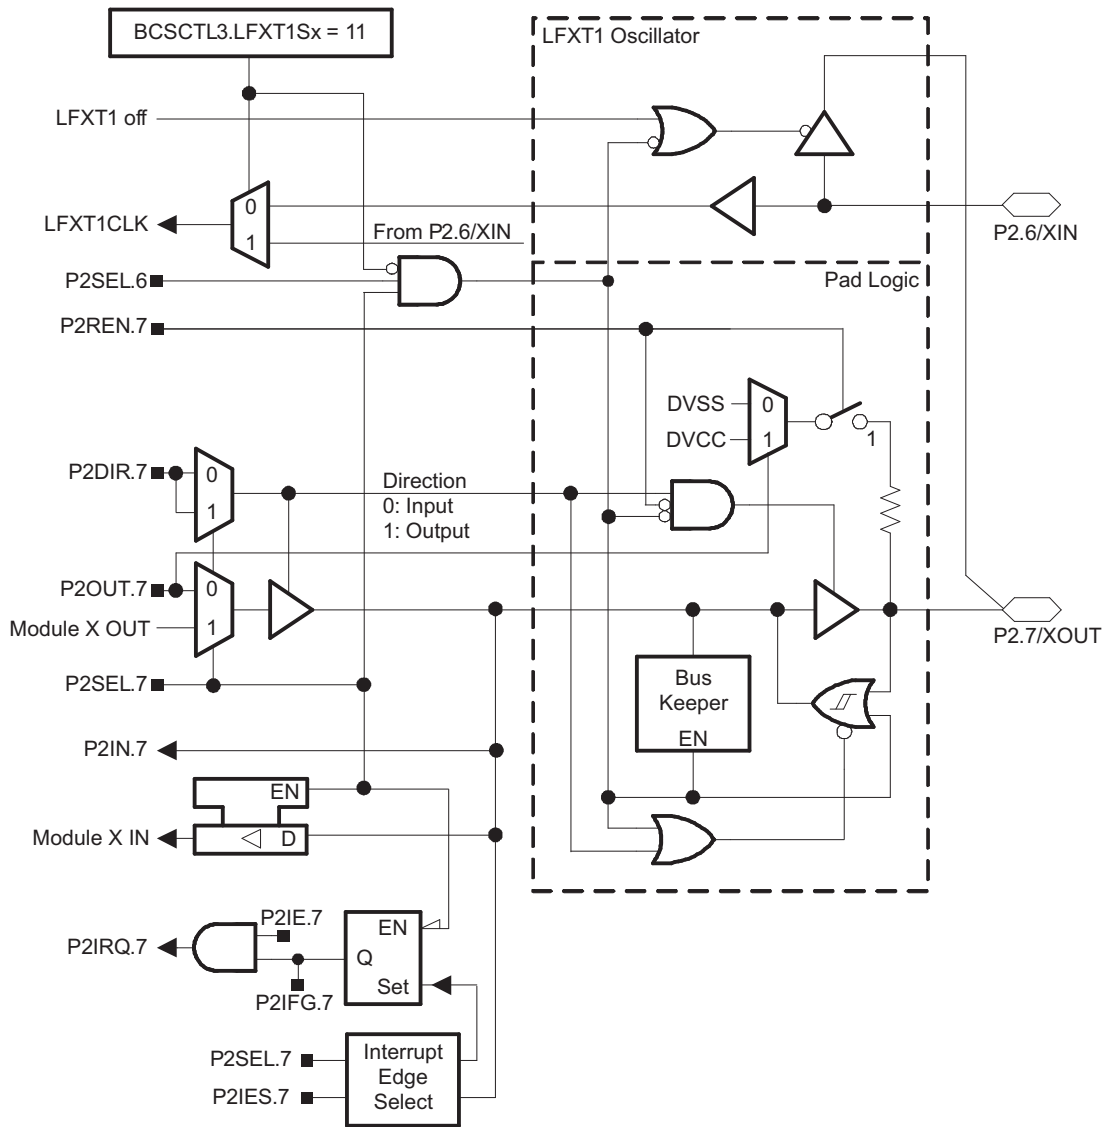 BCSCTL3.LFXT1Sx = 11
LFXT1 Oscillator
LFXT1 off
0
LFXT1CLK
1
From P2.6/XIN
P2.6/XIN
P2SEL.6
Pad Logic
P2REN.7
DVSS
0
DVCC
1
1
P2DIR.7
0
1
Direction
0: Input
1: Output
P2OUT.7
0
Module X OUT
1
P2.7/XOUT
P2SEL.7
Bus
Keeper
EN
P2IN.7
EN
Module X IN
D
P2IE.7
EN
P2IRQ.7
Q
Set
P2IFG.7
P2SEL.7
Interrupt
Edge
Select
P2IES.7